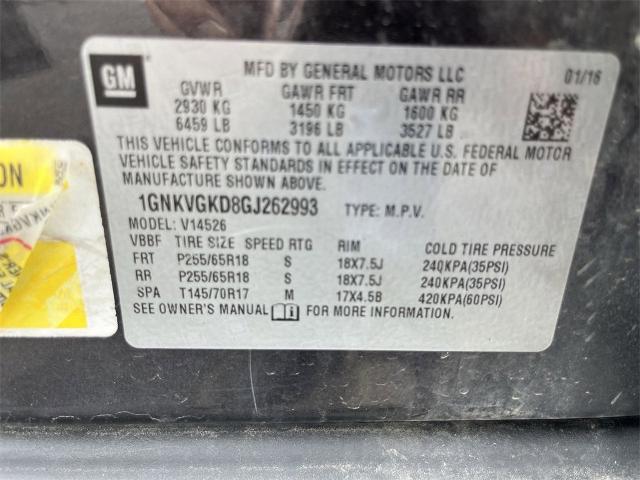 GM
MFD BY GENERAL MOTORS LLC 01/16
GVWR GAWR FRT GAWR RR
2930 KG 1450 KG 1600 KG
6459 LB 3196 LB 3527 LB
THIS VEHICLE CONFORMS TO ALL APPLICABLE U.S. FEDERAL MOTOR
VEHICLE SAFETY STANDARDS IN EFFECT ON THE DATE OF
MANUFACTURE SHOWN ABOVE.
1GNKVGKD8GJ262993 TYPE: M.P.V.
MODEL: V14526
VBBF TIRE SIZE SPEED RTG RIM COLD TIRE PRESSURE
FRT P255/65R18 S 18X7.5J 240KPA(35PSI)
RR P255/65R18 S 18X7.5J 240KPA(35PSI)
SPA T145/70R17 M 17X4.5B 420KPA(60PSI)
SEE OWNER'S MANUAL FOR MORE INFORMATION.
ON